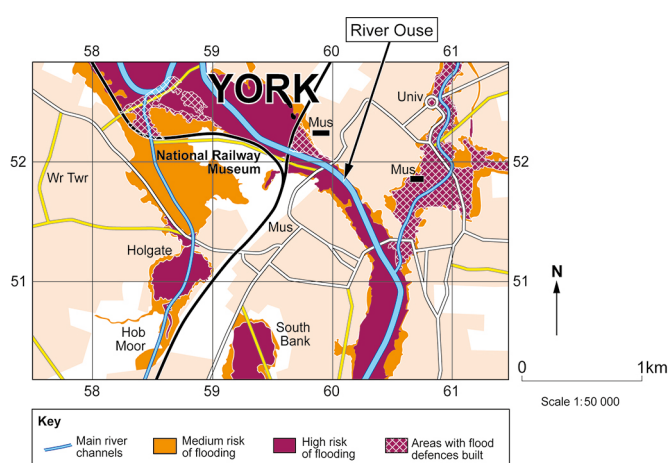 River Ouse
58 59 60 61
YORK
Univ
Mus
52 52
National Railway
Museum
Mus
Wr Twr
Mus
Holgate
51 51
N
Hob
Moor
South
Bank
58 59 60 61
0 1km
Scale 1:50 000
Key
Main river
channels
Medium risk
of flooding
High risk
of flooding
Areas with flood
defences built